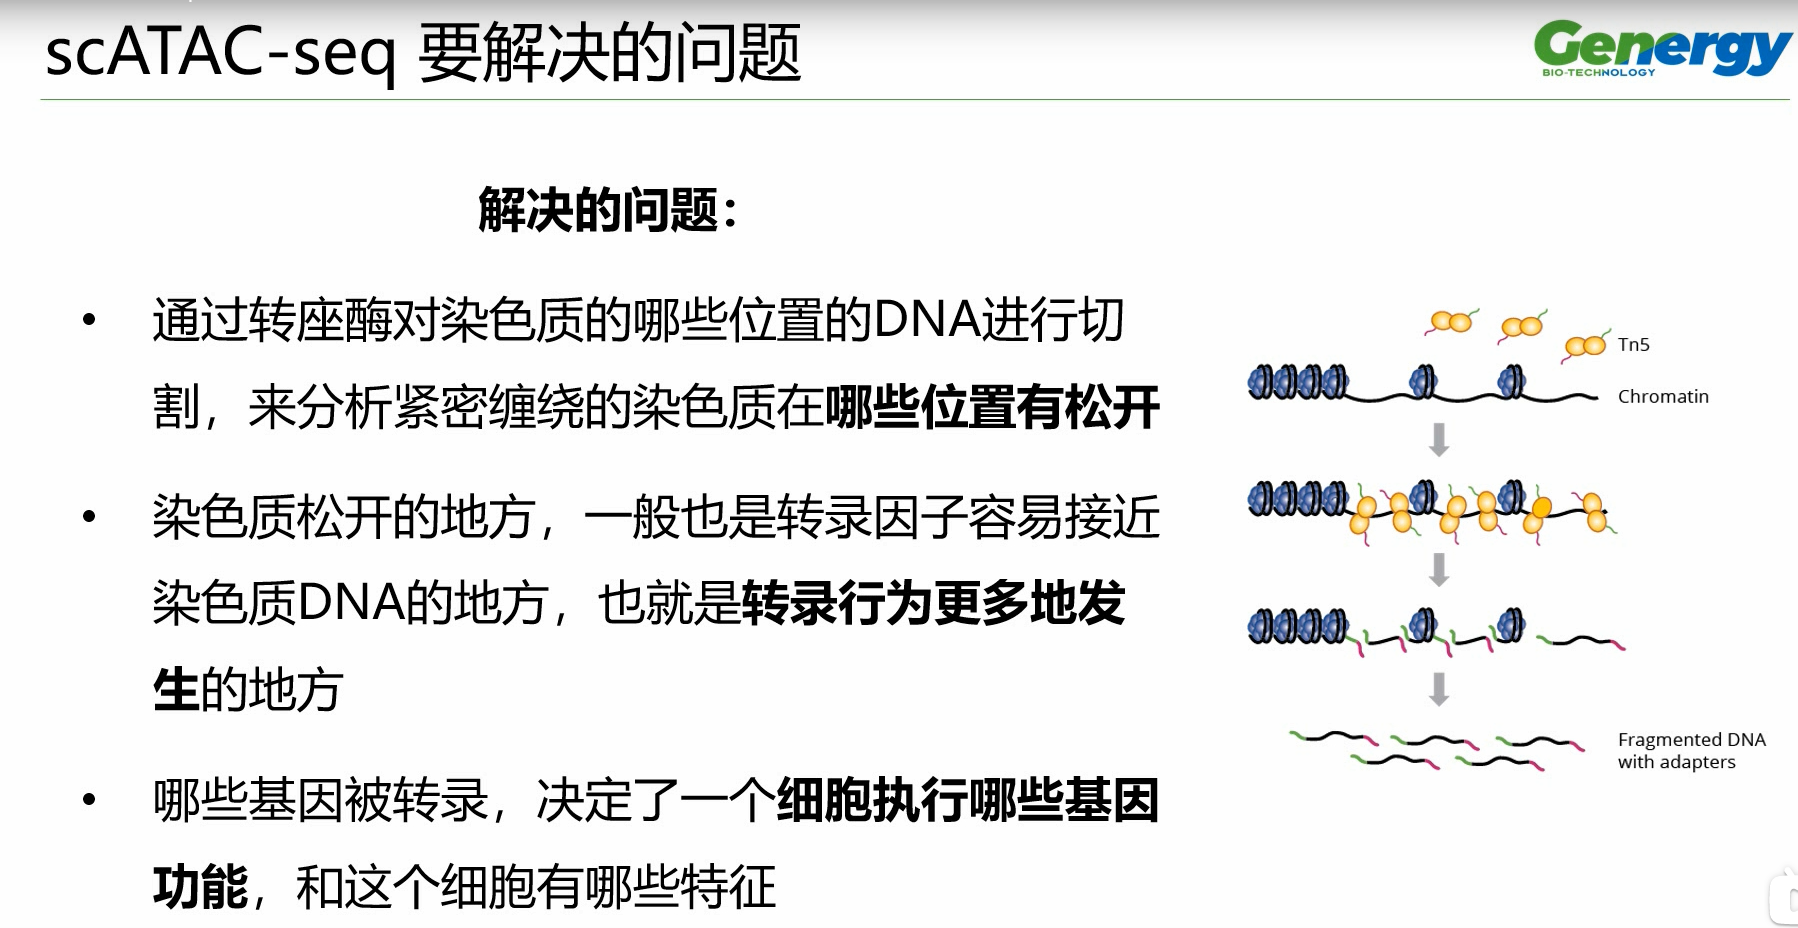 scATAC-seq 要解决的问题
Genergy
BIO-TECHNOLOGY
解决的问题：
• 通过转座酶对染色质的哪些位置的DNA进行切
割，来分析紧密缠绕的染色质在哪些位置有松开
• 染色质松开的地方，一般也是转录因子容易接近
染色质DNA的地方，也就是转录行为更多地发
生的地方
• 哪些基因被转录，决定了一个细胞执行哪些基因
功能，和这个细胞有哪些特征
Tn5
Chromatin
Fragmented DNA
with adapters